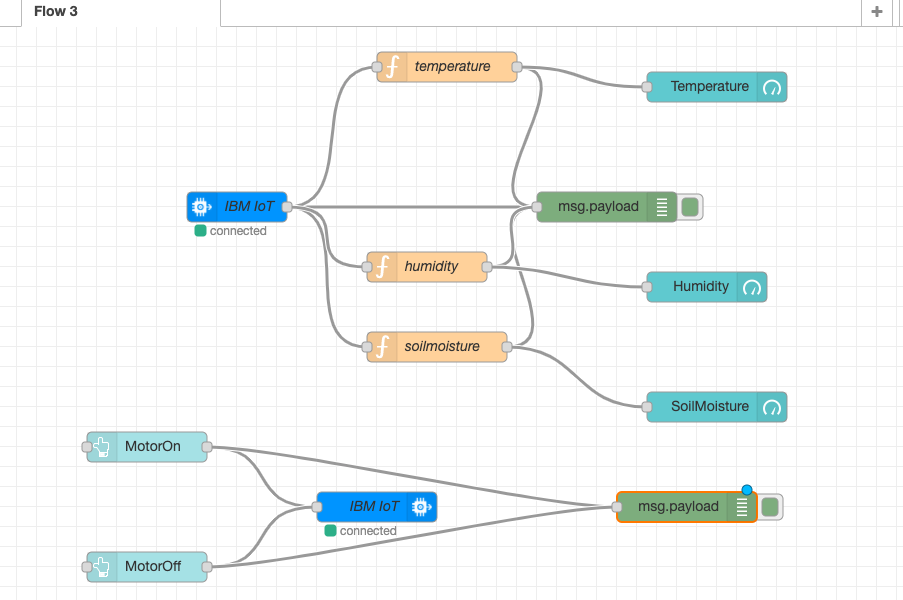 Flow 3
temperature
Temperature
IBM IoT
msg.payload
connected
humidity
Humidity
soilmoisture
SoilMoisture
MotorOn
IBM IoT
msg.payload
connected
MotorOff